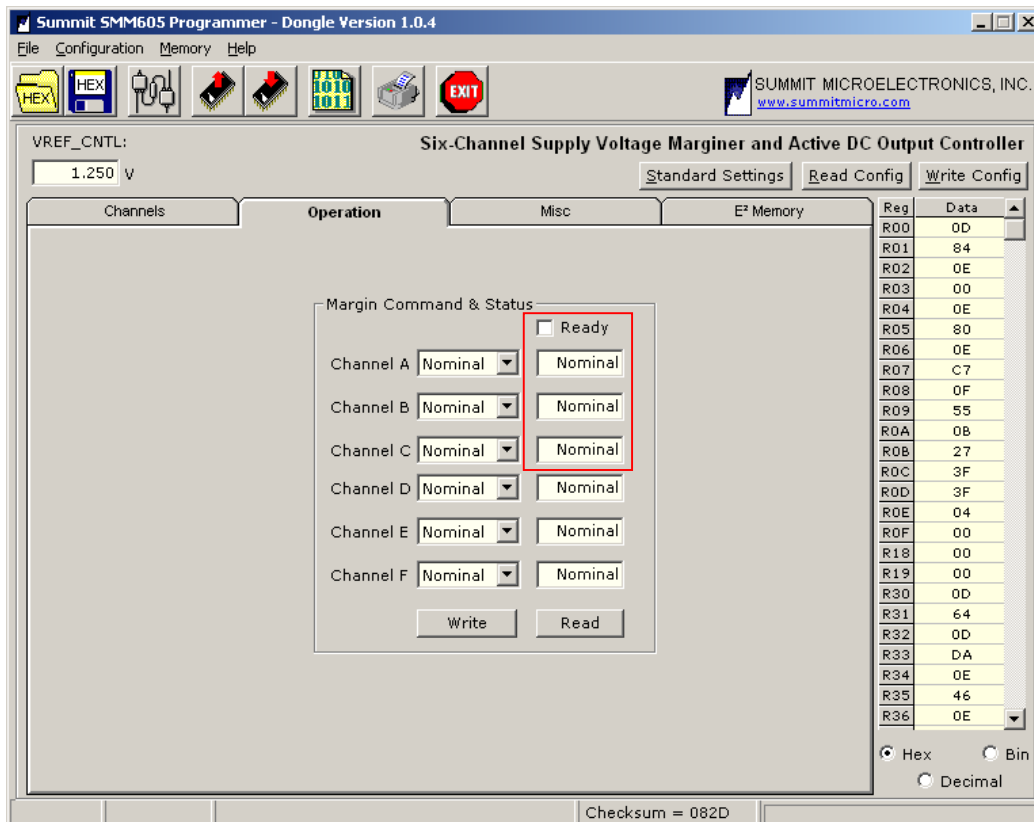 Summit SMM605 Programmer - Dongle Version 1.0.4
File Configuration Memory Help
HEX HEX 1010 1010 1011 EXIT
SUMMIT MICROELECTRONICS, INC.
www.summitmicro.com
VREF_CNTL:
Six-Channel Supply Voltage Marginer and Active DC Output Controller
1.250 V
Standard Settings Read Config Write Config
Channels Operation Misc E² Memory
Margin Command & Status
Ready
Channel A Nominal Nominal
Channel B Nominal Nominal
Channel C Nominal Nominal
Channel D Nominal Nominal
Channel E Nominal Nominal
Channel F Nominal Nominal
Write Read
Reg Data
R00 0D
R01 84
R02 0E
R03 00
R04 0E
R05 80
R06 0E
R07 C7
R08 0F
R09 55
R0A 0B
R0B 27
R0C 3F
R0D 3F
R0E 04
R0F 00
R18 00
R19 00
R30 0D
R31 64
R32 0D
R33 DA
R34 0E
R35 46
R36 0E
Hex Bin
Decimal
Checksum = 082D